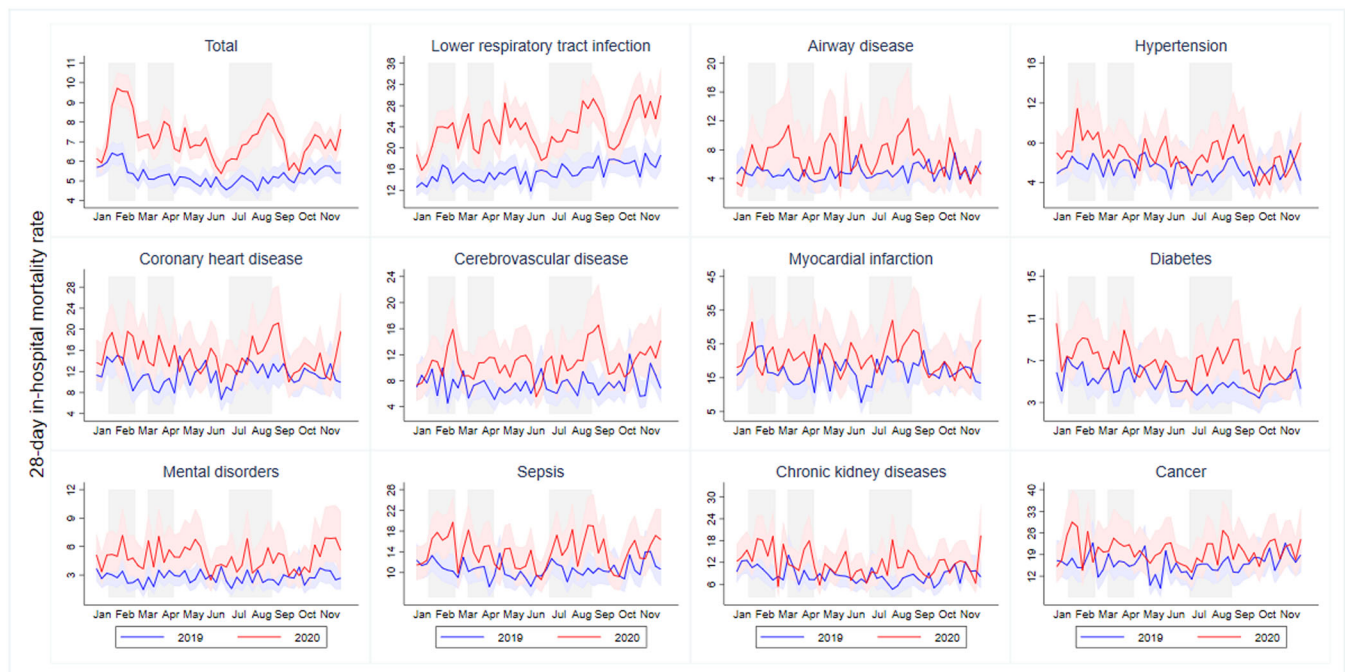 28-day in-hospital mortality rate
Total
11
10
9
8
7
6
5
4
Jan Feb Mar Apr May Jun Jul Aug Sep Oct Nov
Lower respiratory tract infection
36
32
28
24
20
16
12
Jan Feb Mar Apr May Jun Jul Aug Sep Oct Nov
Airway disease
20
16
12
8
4
Jan Feb Mar Apr May Jun Jul Aug Sep Oct Nov
Hypertension
16
12
8
4
Jan Feb Mar Apr May Jun Jul Aug Sep Oct Nov
Coronary heart disease
28
24
20
16
12
8
4
Jan Feb Mar Apr May Jun Jul Aug Sep Oct Nov
Cerebrovascular disease
24
20
16
12
8
4
Jan Feb Mar Apr May Jun Jul Aug Sep Oct Nov
Myocardial infarction
45
35
25
15
5
Jan Feb Mar Apr May Jun Jul Aug Sep Oct Nov
Diabetes
15
11
7
3
Jan Feb Mar Apr May Jun Jul Aug Sep Oct Nov
Mental disorders
12
9
6
3
Jan Feb Mar Apr May Jun Jul Aug Sep Oct Nov
2019 2020
Sepsis
26
22
18
14
10
Jan Feb Mar Apr May Jun Jul Aug Sep Oct Nov
2019 2020
Chronic kidney diseases
30
24
18
12
6
Jan Feb Mar Apr May Jun Jul Aug Sep Oct Nov
2019 2020
Cancer
40
33
26
19
12
Jan Feb Mar Apr May Jun Jul Aug Sep Oct Nov
2019 2020